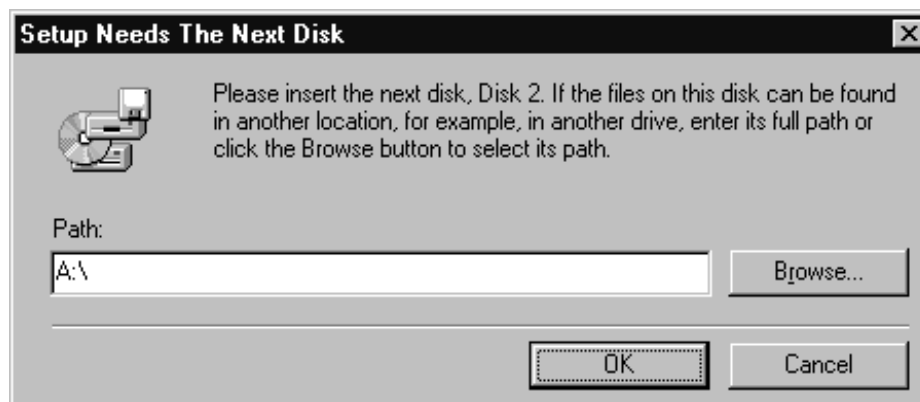 Setup Needs The Next Disk
Please insert the next disk, Disk 2. If the files on this disk can be found
in another location, for example, in another drive, enter its full path or
click the Browse button to select its path.
Path:
A:\
Browse...
OK
Cancel